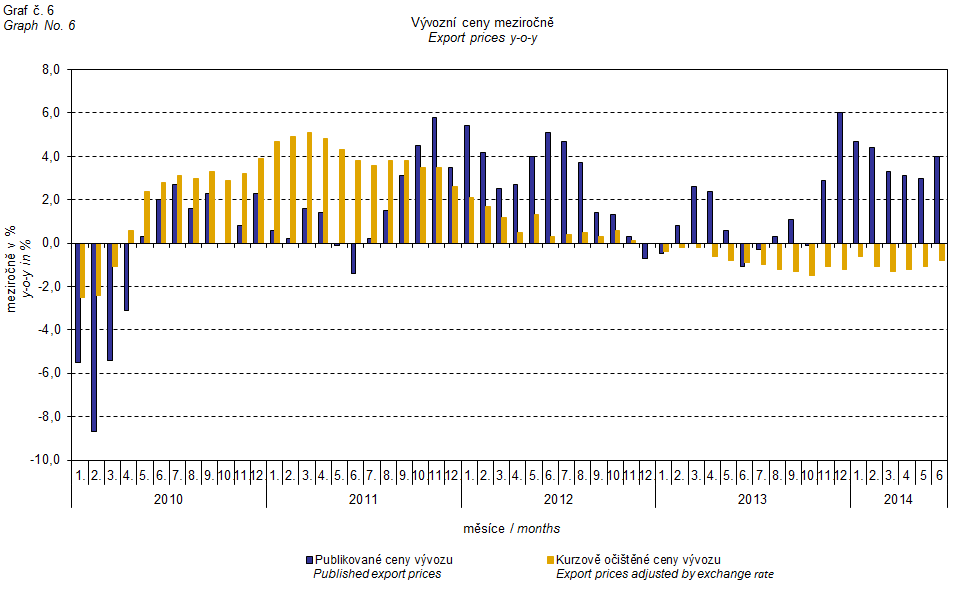 Graf č. 6
Graph No. 6
Vývozní ceny meziročně
Export prices y-o-y
8,0
6,0
4,0
2,0
0,0
-2,0
-4,0
-6,0
-8,0
-10,0
meziročně v %
y-o-y in %
1. 2. 3. 4. 5. 6. 7. 8. 9. 10 11 12. 1. 2. 3. 4. 5. 6. 7. 8. 9. 10. 11 12. 1. 2. 3. 4. 5. 6. 7. 8. 9. 10 11 12. 1. 2. 3. 4. 5. 6. 7. 8. 9. 10 11 12. 1. 2. 3. 4. 5 6
2010 2011 2012 2013 2014
měsíce / months
Publikované ceny vývozu Kurzově očištěné ceny vývozu
Published export prices Export prices adjusted by exchange rate